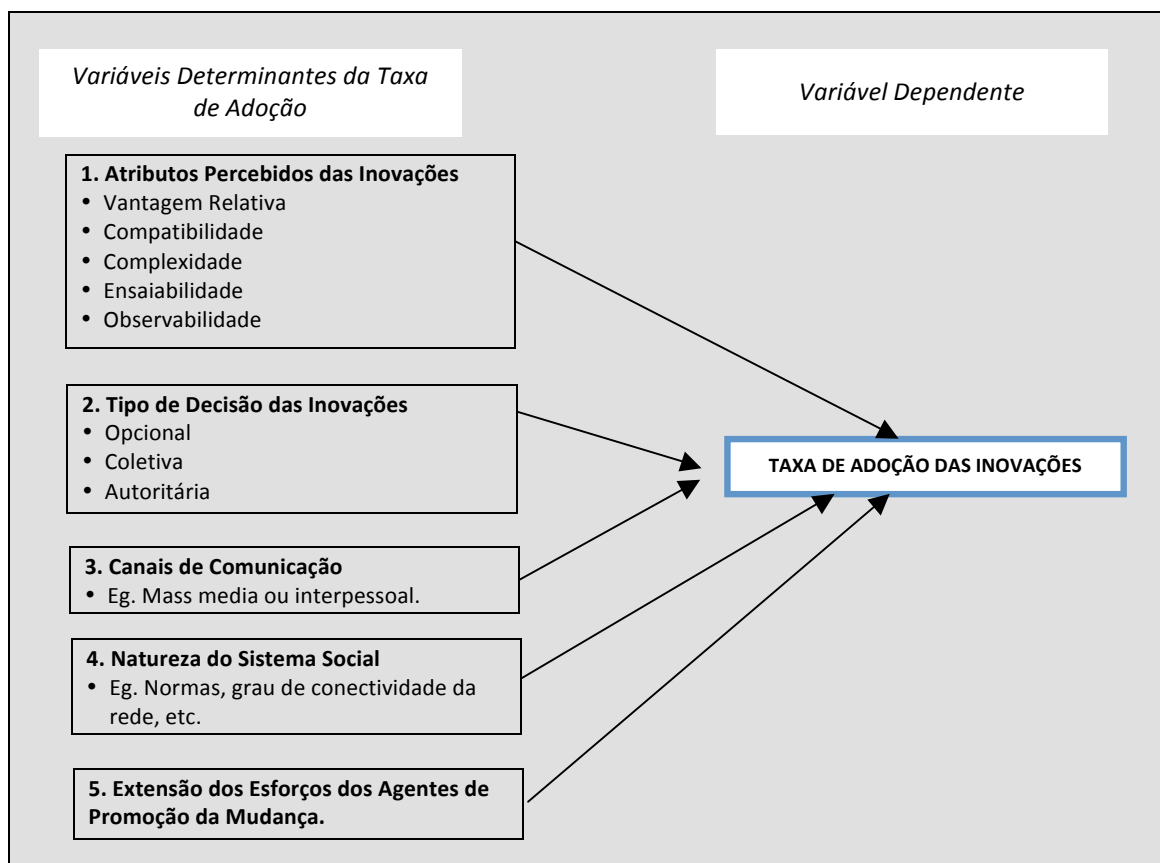 Variáveis Determinantes da Taxa
de Adoção
Variável Dependente
1. Atributos Percebidos das Inovações
• Vantagem Relativa
• Compatibilidade
• Complexidade
• Ensaiabilidade
• Observabilidade
2. Tipo de Decisão das Inovações
• Opcional
• Coletiva
• Autoritária
TAXA DE ADOÇÃO DAS INOVAÇÕES
3. Canais de Comunicação
• Eg. Mass media ou interpessoal.
4. Natureza do Sistema Social
• Eg. Normas, grau de conectividade da
rede, etc.
5. Extensão dos Esforços dos Agentes de
Promoção da Mudança.